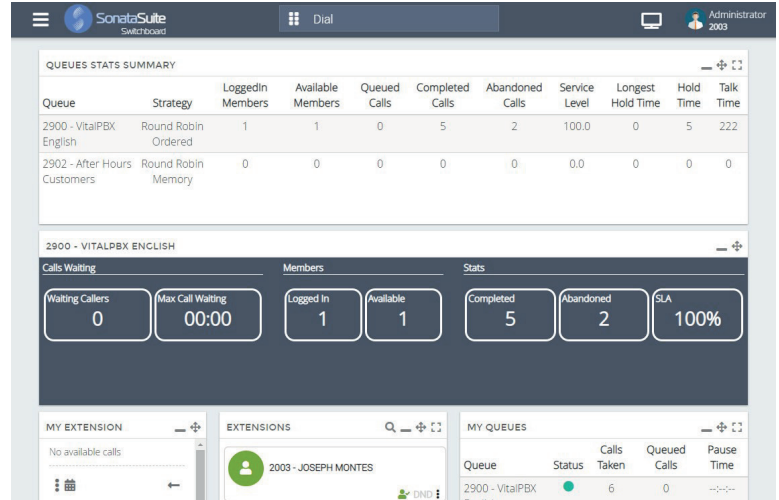 SonataSuite
Switchboard
Dial
Administrator
2003
QUEUES STATS SUMMARY
Queue Strategy LoggedIn Members Available Members Queued Calls Completed Calls Abandoned Calls Service Level Longest Hold Time Hold Time Talk Time
2900 - VitalPBX English Round Robin Ordered 1 1 0 5 2 100.0 0 5 222
2902 - After Hours Customers Round Robin Memory 0 0 0 0 0 0.0 0 0 0
2900 - VITALPBX ENGLISH
Calls Waiting Members Stats
Waiting Callers Max Call Waiting Logged In Available Completed Abandoned SLA
0 00:00 1 1 5 2 100%
MY EXTENSION
No available calls
EXTENSIONS
2003 - JOSEPH MONTES
DND
MY QUEUES
Queue Status Calls Taken Queued Calls Pause Time
2900 - VitalPBX 6 0 --:--:--